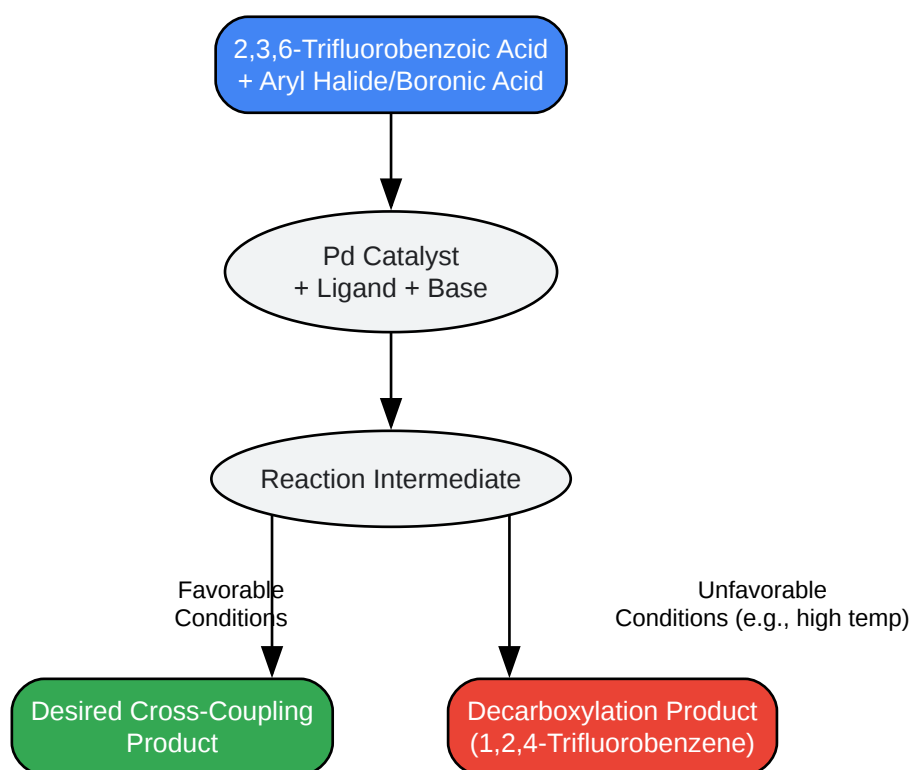 2,3,6-Trifluorobenzoic Acid
+ Aryl Halide/Boronic Acid
Pd Catalyst
+ Ligand + Base
Reaction Intermediate
Favorable
Conditions
Unfavorable
Conditions (e.g., high temp)
Desired Cross-Coupling
Product
Decarboxylation Product
(1,2,4-Trifluorobenzene)